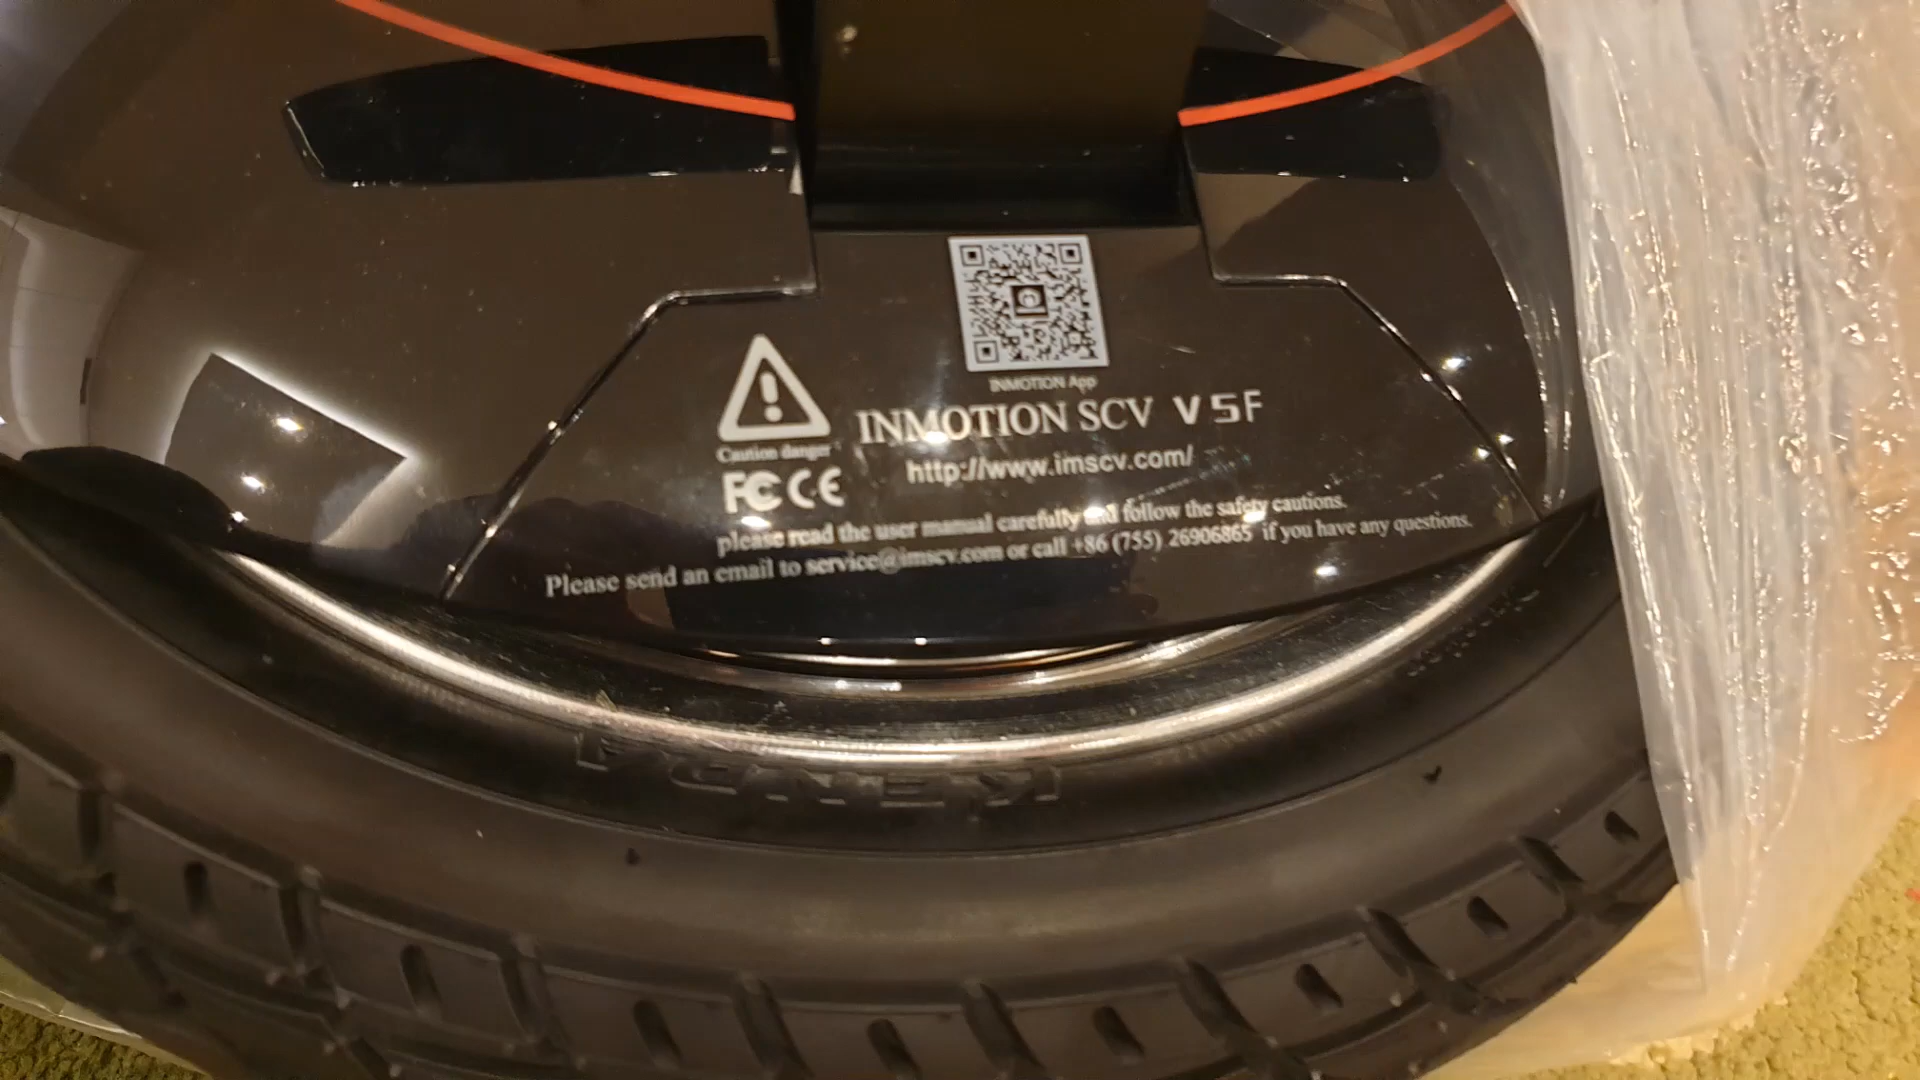 INMOTION App
INMOTION SCV V5F
Caution danger
http://www.imscv.com/
FC CE
please read the user manual carefully and follow the safety cautions.
Please send an email to service@imscv.com or call +86 (755) 26906865 if you have any questions.
KENDA